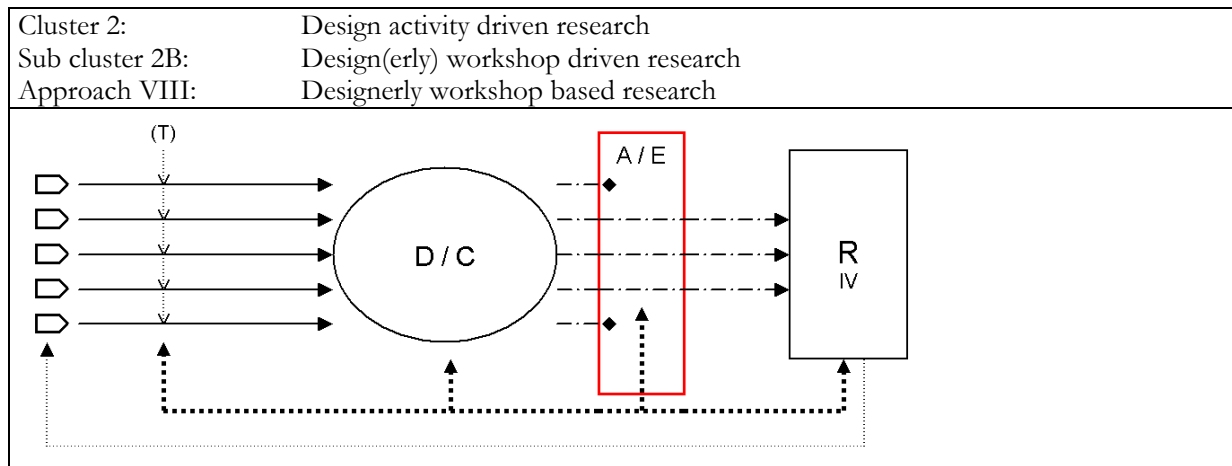 Cluster 2: Design activity driven research
Sub cluster 2B: Design(erly) workshop driven research
Approach VIII: Designerly workshop based research
(T)
A / E
D / C
R
IV